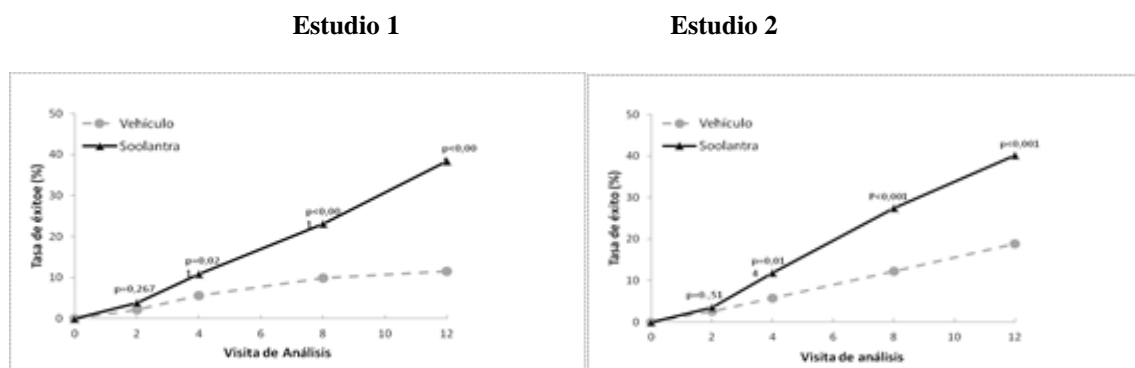 Estudio 1
Estudio 2
50
40
30
20
10
0
Tasa de éxitoe (%)
Vehículo
Soolantra
p=0,267
p=0,02
1
p<0,00
1
p<0,00
0 2 4 6 8 10 12
Visita de Análisis
50
40
30
20
10
0
Tasa de éxito (%)
Vehículo
Soolantra
p=0,,51
p=0,01
4
P<0,001
p<0,001
0 2 4 6 8 10 12
Visita de análisis